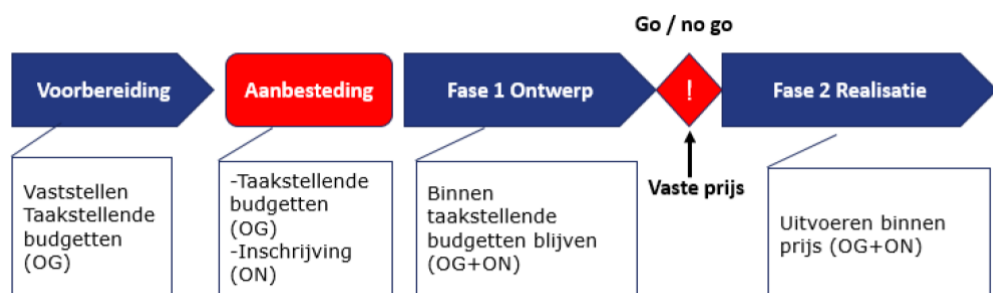 Go / no go
Voorbereiding
Aanbesteding
Fase 1 Ontwerp
!
Fase 2 Realisatie
Vaste prijs
Vaststellen
Taakstellende
budgetten
(OG)
-Taakstellende
budgetten
(OG)
-Inschrijving
(ON)
Binnen
taakstellende
budgetten blijven
(OG+ON)
Uitvoeren binnen
prijs (OG+ON)